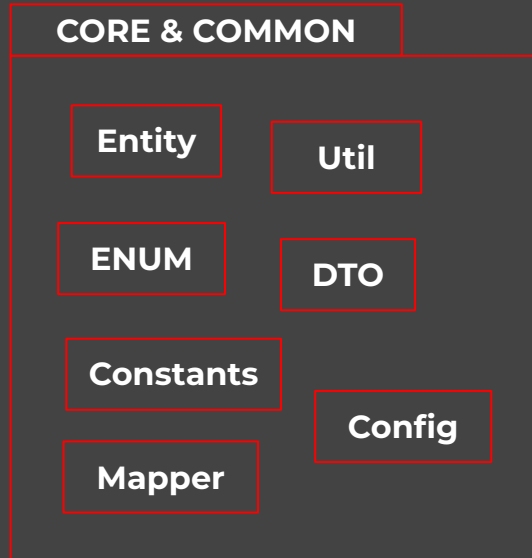 CORE & COMMON
Entity
Util
ENUM
DTO
Constants
Config
Mapper